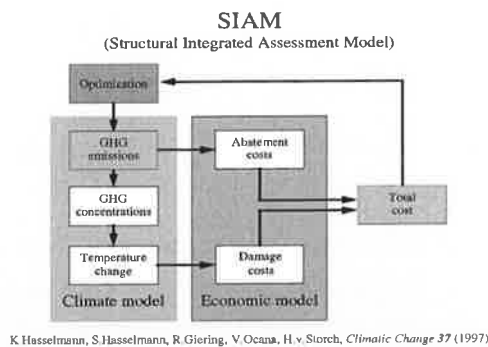 SIAM
(Structural Integrated Assessment Model)
Optimization
GHG
emissions
Abatement
costs
GHG
concentrations
Total
cost
Temperature
change
Damage
costs
Climate model
Economic model
K Hasselmann, S.Hasselmann, R.Giering, V.Ocana, H.v.Storch, Climatic Change 37 (1997)